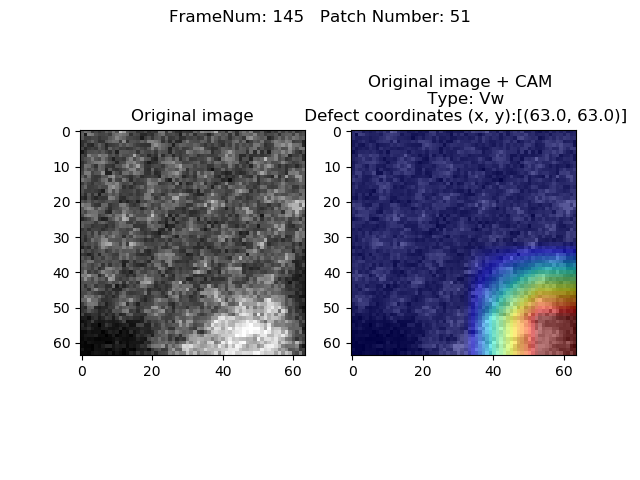 FrameNum: 145   Patch Number: 51
Original image
Original image + CAM
Type: Vw
Defect coordinates (x, y):[(63.0, 63.0)]
0
10
20
30
40
50
60
0 20 40 60
0
10
20
30
40
50
60
0 20 40 60